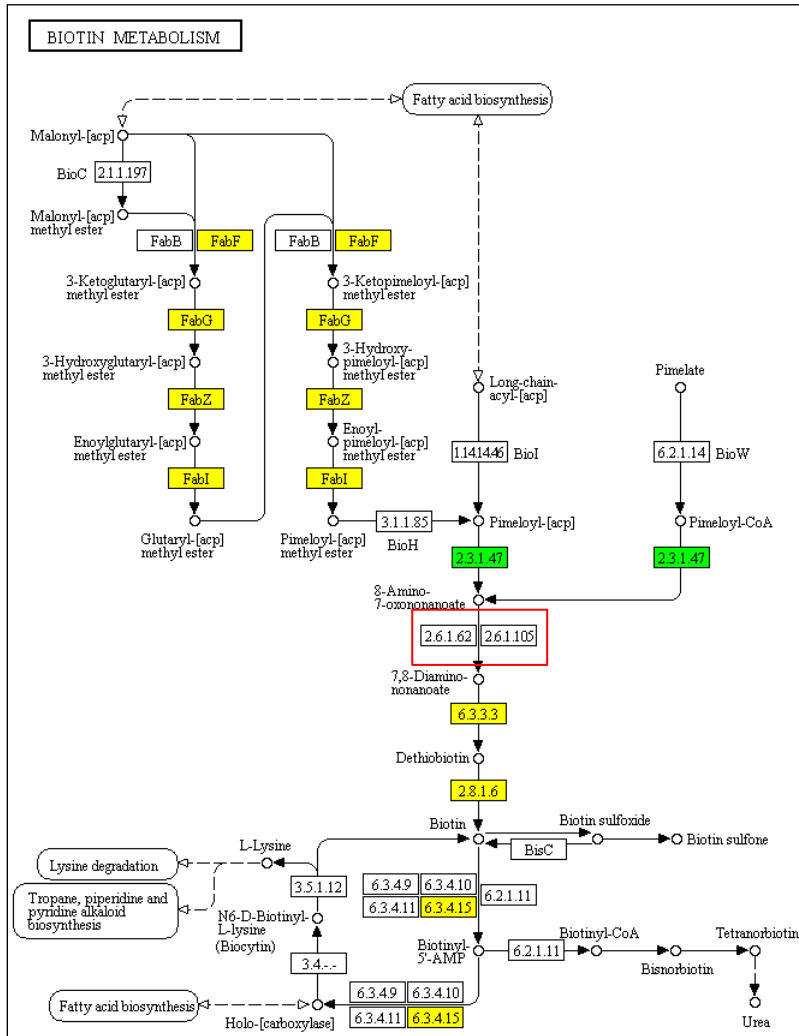 BIOTIN METABOLISM
Fatty acid biosynthesis
Malonyl-[acp]
BioC
2.1.1.197
Malonyl-[acp]
methyl ester
FabB
FabF
FabB
FabF
3-Ketoglutaryl-[acp]
methyl ester
3-Ketopimeloyl-[acp]
methyl ester
FabG
FabG
3-Hydroxyglutaryl-[acp]
methyl ester
3-Hydroxy-
pimeloyl-[acp]
methyl ester
Long-chain-
acyl-[acp]
Pimelate
FabZ
FabZ
Enoylglutaryl-[acp]
methyl ester
Enoyl-
pimeloyl-[acp]
methyl ester
1.14.14.46
BioI
6.2.1.14
BioW
FabI
FabI
Glutaryl-[acp]
methyl ester
Pimeloyl-[acp]
methyl ester
3.1.1.85
BioH
Pimeloyl-[acp]
Pimeloyl-CoA
2.3.1.47
2.3.1.47
8-Amino-
7-oxononanoate
2.6.1.62
2.6.1.105
7,8-Diamino-
nonanoate
6.3.3.3
Dethiobiotin
2.8.1.6
Biotin
Biotin sulfoxide
Biotin sulfone
BisC
L-Lysine
Lysine degradation
Tropane, piperidine and
pyridine alkaloid
biosynthesis
3.5.1.12
6.3.4.9
6.3.4.10
6.3.4.11
6.3.4.15
6.2.1.11
N6-D-Biotinyl-
L-lysine
(Biocytin)
Biotinyl-
5'-AMP
6.2.1.11
Biotinyl-CoA
Bisnorbiotin
Tetranorbiotin
3.4.-.-
Fatty acid biosynthesis
Holo-[carboxylase]
6.3.4.9
6.3.4.10
6.3.4.11
6.3.4.15
Urea